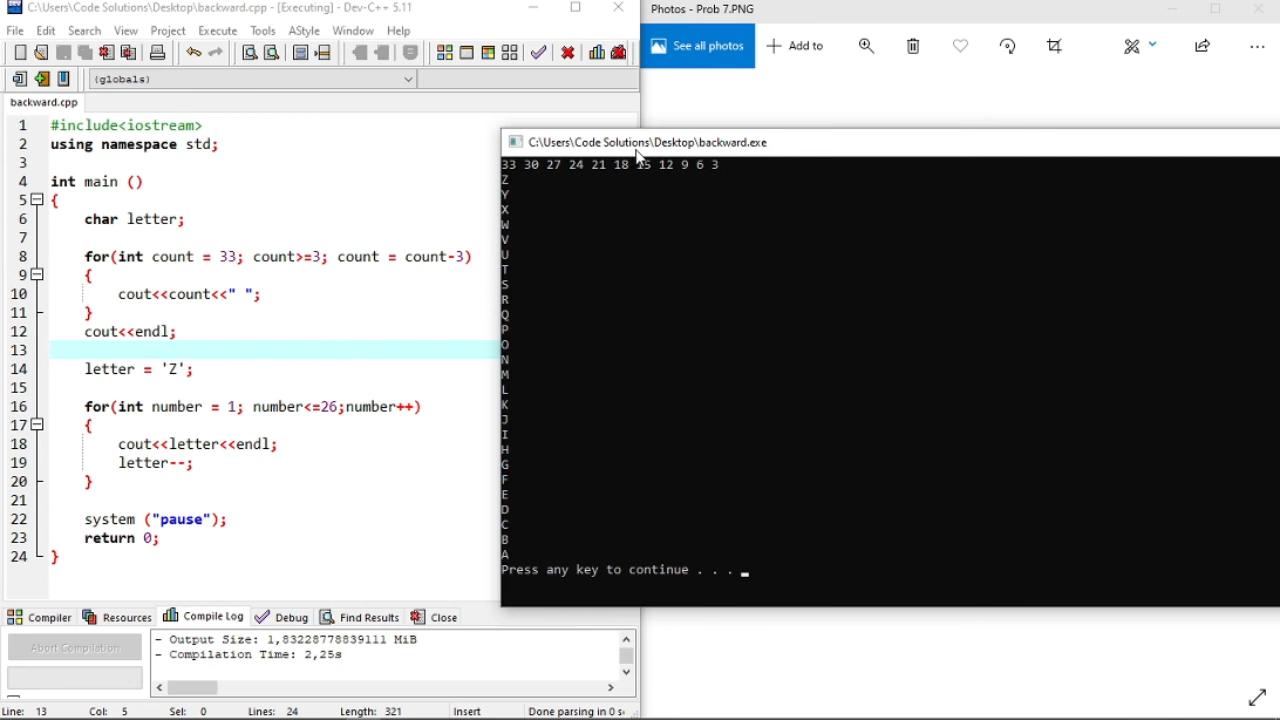 C:\Users\Code Solutions\Desktop\backward.cpp - [Executing] - Dev-C++ 5.11
File Edit Search View Project Execute Tools AStyle Window Help
(globals)
backward.cpp
1 #include<iostream>
2 using namespace std;
3
4 int main ()
5 {
6 char letter;
7
8 for(int count = 33; count>=3; count = count-3)
9 {
10 cout<<count<<" ";
11 }
12 cout<<endl;
13
14 letter = 'Z';
15
16 for(int number = 1; number<=26;number++)
17 {
18 cout<<letter<<endl;
19 letter--;
20 }
21
22 system ("pause");
23 return 0;
24 }
Compiler Resources Compile Log Debug Find Results Close
Abort Compilation
- Output Size: 1,83228778839111 MiB
- Compilation Time: 2,25s
Line: 13 Col: 5 Sel: 0 Lines: 24 Length: 321 Insert Done parsing in 0 s
Photos - Prob 7.PNG
See all photos Add to
C:\Users\Code Solutions\Desktop\backward.exe
33 30 27 24 21 18 15 12 9 6 3
Z
Y
X
W
V
U
T
S
R
Q
P
O
N
M
L
K
J
I
H
G
F
E
D
C
B
A
Press any key to continue . . .